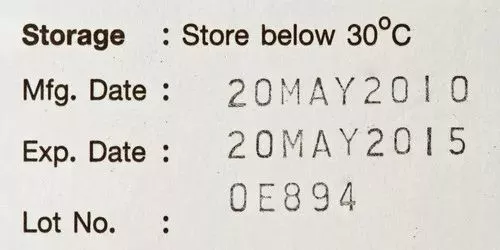 Storage : Store below 30°C
Mfg. Date : 20MAY2010
Exp. Date : 20MAY2015
Lot No. : 0E894